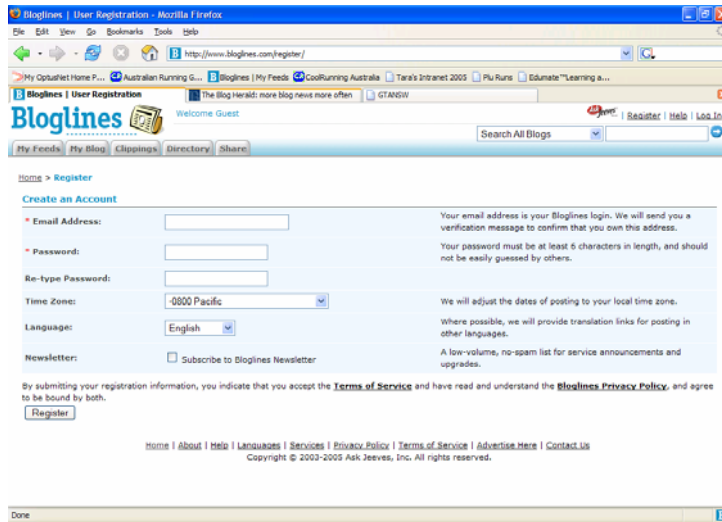 Bloglines | User Registration - Mozilla Firefox
File Edit View Go Bookmarks Tools Help
http://www.bloglines.com/register/
My OptusNet Home P... Australian Running G... Bloglines | My Feeds CoolRunning Australia Tara's Intranet 2005 Plu Runs Edumate "Learning a...
Bloglines | User Registration The Blog Herald: more blog news more often GTANSW
Bloglines
Welcome Guest
| Register | Help | Log In
Search All Blogs
My Feeds My Blog Clippings Directory Share
Home > Register
Create an Account
* Email Address:
Your email address is your Bloglines login. We will send you a
verification message to confirm that you own this address.
* Password:
Your password must be at least 6 characters in length, and should
not be easily guessed by others.
Re-type Password:
Time Zone: -0800 Pacific We will adjust the dates of posting to your local time zone.
Language: English
Where possible, we will provide translation links for posting in
other languages.
Newsletter: Subscribe to Bloglines Newsletter
A low-volume, no-spam list for service announcements and
upgrades.
By submitting your registration information, you indicate that you accept the Terms of Service and have read and understand the Bloglines Privacy Policy, and agree
to be bound by both.
Register
Home | About | Help | Languages | Services | Privacy Policy | Terms of Service | Advertise Here | Contact Us
Copyright © 2003-2005 Ask Jeeves, Inc. All rights reserved.
Done